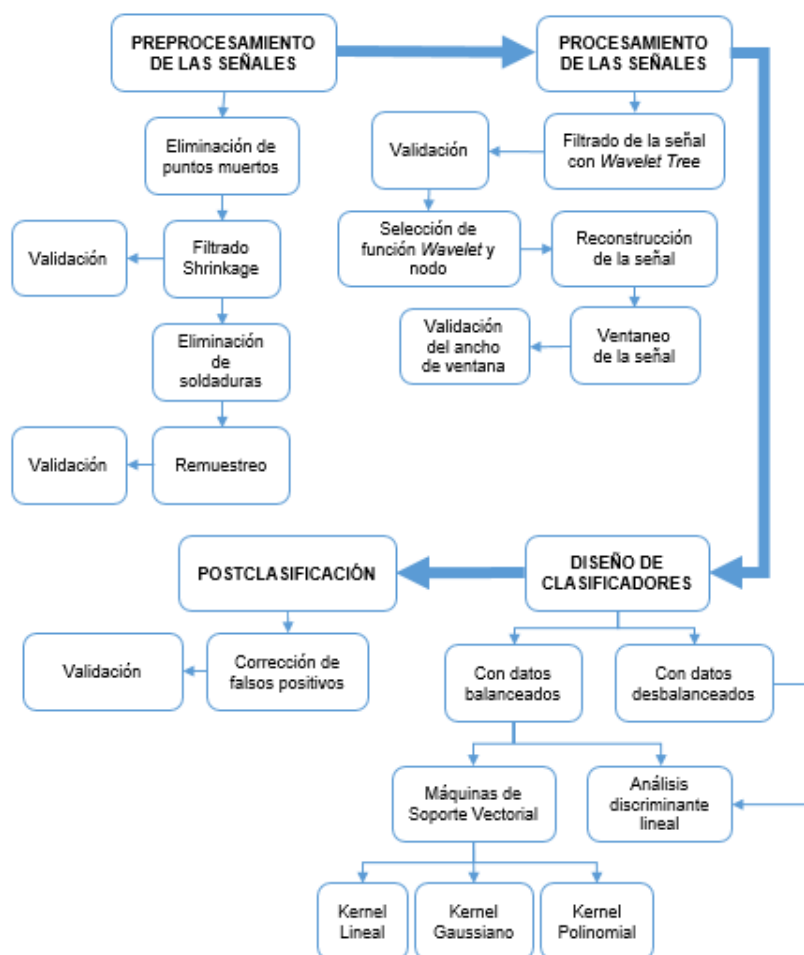 PREPROCESAMIENTO
DE LAS SEÑALES
PROCESAMIENTO
DE LAS SEÑALES
Eliminación de
puntos muertos
Validación
Filtrado de la señal
con Wavelet Tree
Validación
Filtrado
Shrinkage
Selección de
función Wavelet y
nodo
Reconstrucción
de la señal
Eliminación
de
soldaduras
Validación
del ancho
de ventana
Ventaneo
de la señal
Validación
Remuestreo
POSTCLASIFICACIÓN
DISEÑO DE
CLASIFICADORES
Validación
Corrección de
falsos positivos
Con datos
balanceados
Con datos
desbalanceados
Máquinas de
Soporte Vectorial
Análisis
discriminante
lineal
Kernel
Lineal
Kernel
Gaussiano
Kernel
Polinomial